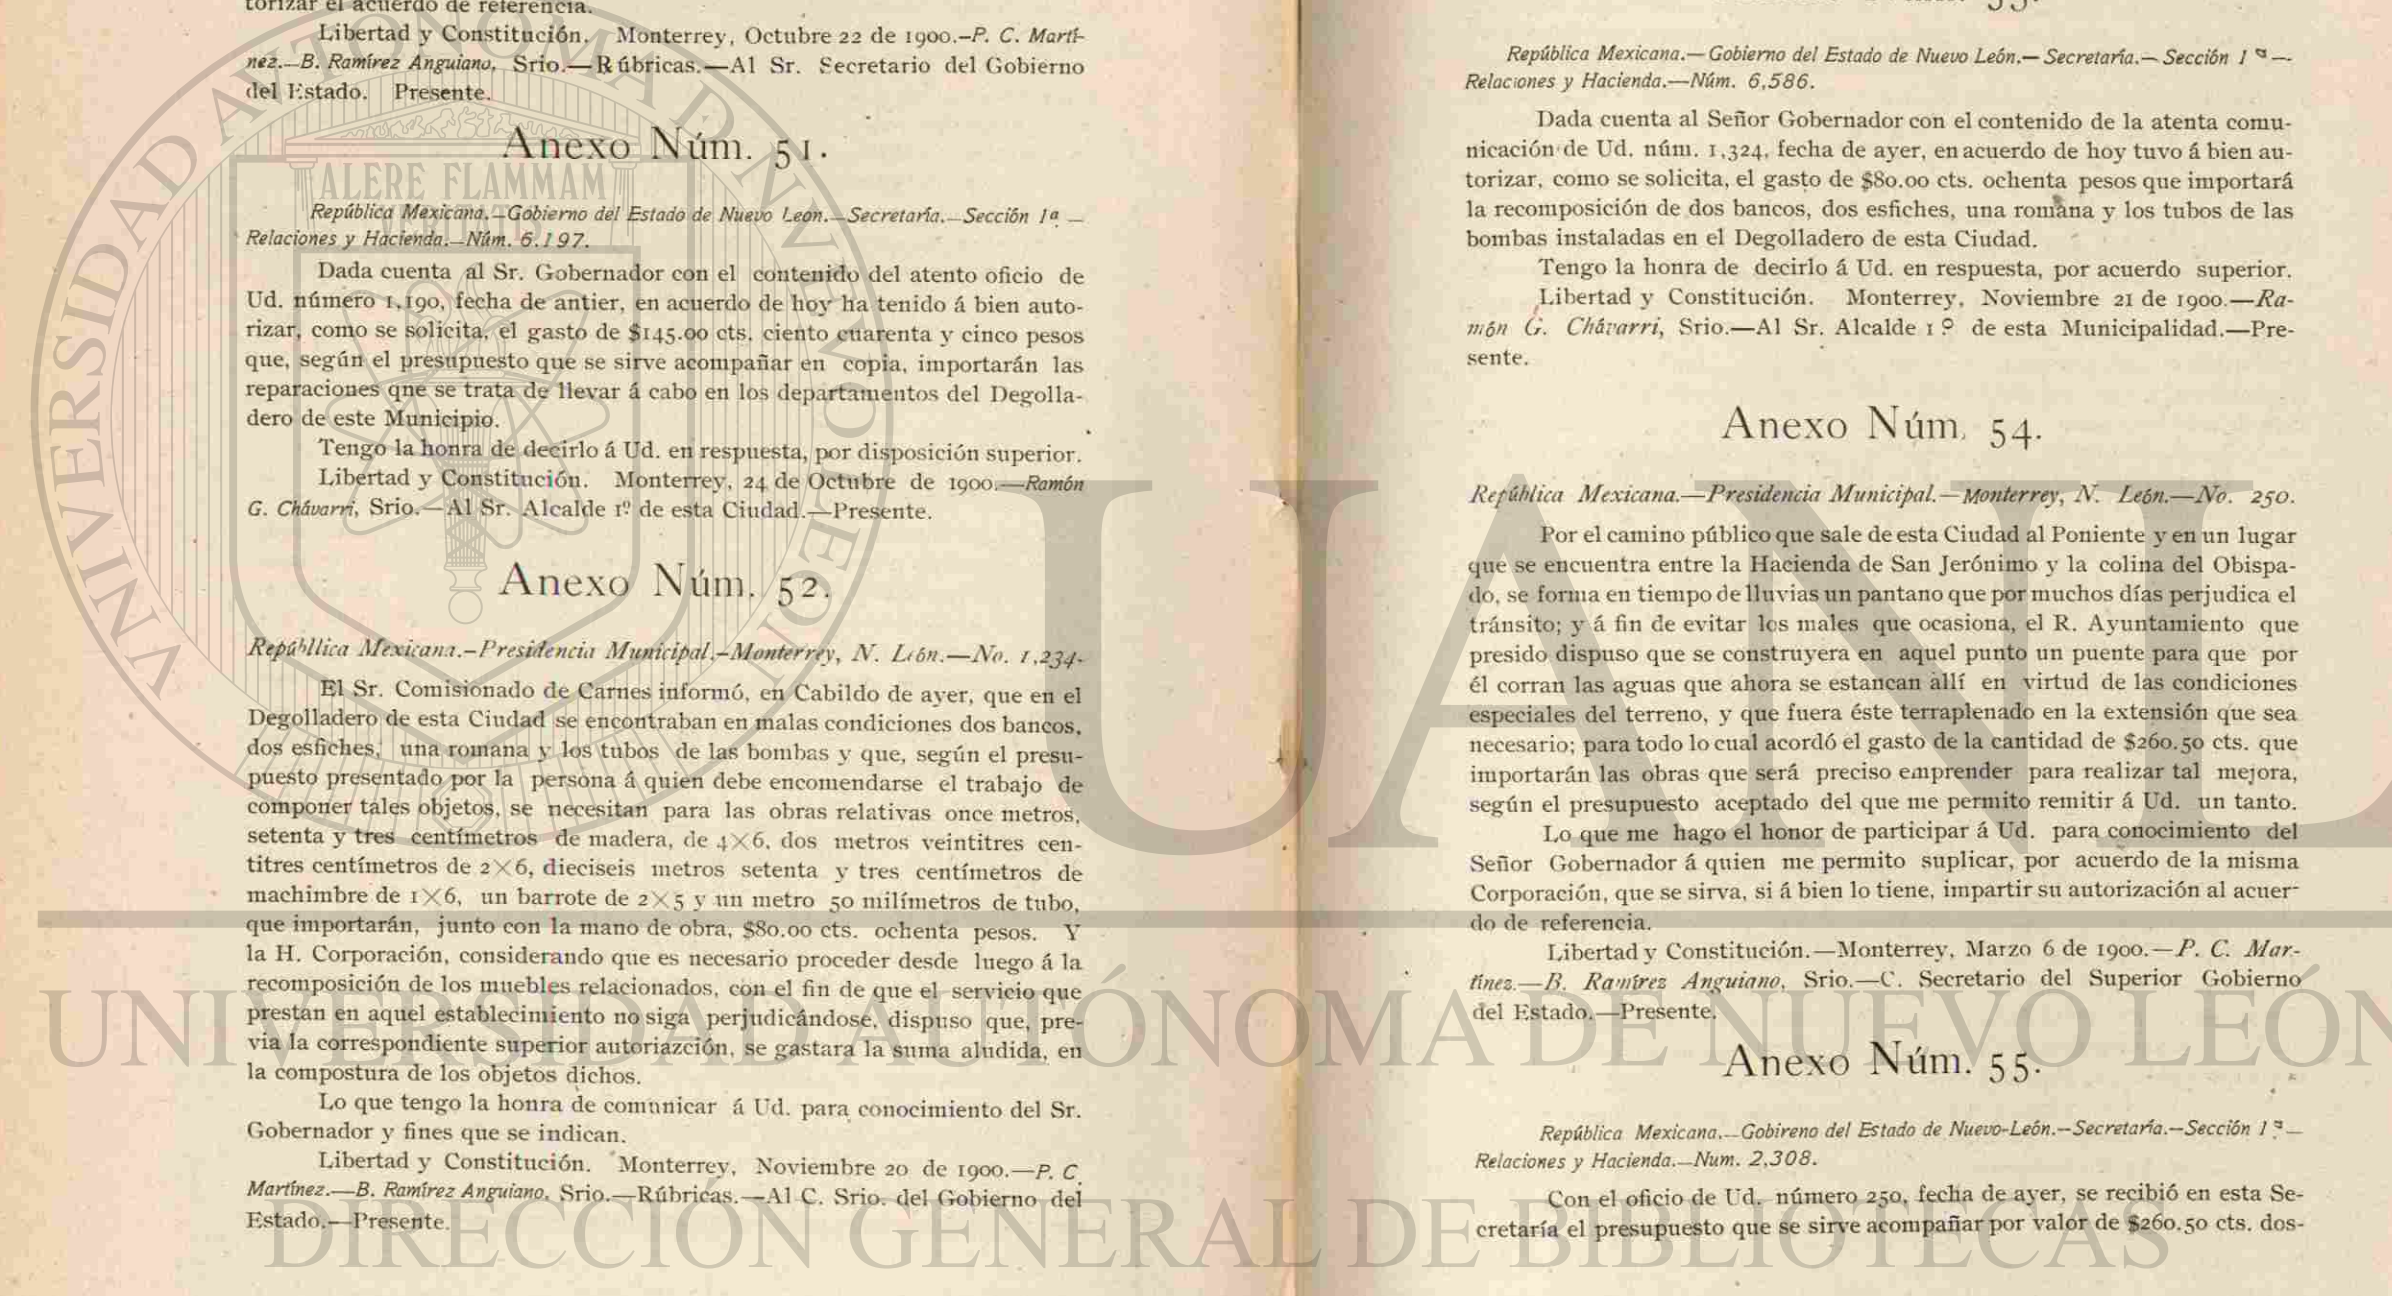 torizar el acuerdo de referencia.
Libertad y Constitución. Monterrey, Octubre 22 de 1900.–P. C. Martí-
nez.—B. Ramírez Anguiano, Srio.—Rúbricas.—Al Sr. Secretario del Gobierno
del Estado. Presente.
Anexo Núm. 51.
República Mexicana.—Gobierno del Estado de Nuevo León.—Secretaría.—Sección 1ª —
Relaciones y Hacienda.—Núm. 6.197.
Dada cuenta al Sr. Gobernador con el contenido del atento oficio de
Ud. número 1,190, fecha de antier, en acuerdo de hoy ha tenido á bien auto-
rizar, como se solicita, el gasto de $145.00 cts. ciento cuarenta y cinco pesos
que, según el presupuesto que se sirve acompañar en copia, importarán las
reparaciones qne se trata de llevar á cabo en los departamentos del Degolla-
dero de este Municipio.
Tengo la honra de decirlo á Ud. en respuesta, por disposición superior.
Libertad y Constitución. Monterrey, 24 de Octubre de 1900.—Ramón
G. Chávarri, Srio.—Al Sr. Alcalde 1º de esta Ciudad.—Presente.
Anexo Núm. 52.
Repúbllica Mexicana.–Presidencia Municipal.–Monterrey, N. León.—No. 1,234.
El Sr. Comisionado de Carnes informó, en Cabildo de ayer, que en el
Degolladero de esta Ciudad se encontraban en malas condiciones dos bancos,
dos esfiches, una romana y los tubos de las bombas y que, según el presu-
puesto presentado por la persona á quien debe encomendarse el trabajo de
componer tales objetos, se necesitan para las obras relativas once metros,
setenta y tres centímetros de madera, de 4×6, dos metros veintitres cen-
titres centímetros de 2×6, dieciseis metros setenta y tres centímetros de
machimbre de 1×6, un barrote de 2×5 y un metro 50 milímetros de tubo,
que importarán, junto con la mano de obra, $80.00 cts. ochenta pesos. Y
la H. Corporación, considerando que es necesario proceder desde luego á la
recomposición de los muebles relacionados, con el fin de que el servicio que
prestan en aquel establecimiento no siga perjudicándose, dispuso que, pre-
via la correspondiente superior autoriazción, se gastara la suma aludida, en
la compostura de los objetos dichos.
Lo que tengo la honra de comunicar á Ud. para conocimiento del Sr.
Gobernador y fines que se indican.
Libertad y Constitución. Monterrey, Noviembre 20 de 1900.—P. C.
Martínez.—B. Ramírez Anguiano, Srio.—Rúbricas.—Al C. Srio. del Gobierno del
Estado.—Presente.
República Mexicana.—Gobierno del Estado de Nuevo León.—Secretaría.—Sección 1ª —
Relaciones y Hacienda.—Núm. 6,586.
Dada cuenta al Señor Gobernador con el contenido de la atenta comu-
nicación de Ud. núm. 1,324, fecha de ayer, en acuerdo de hoy tuvo á bien au-
torizar, como se solicita, el gasto de $80.00 cts. ochenta pesos que importará
la recomposición de dos bancos, dos esfiches, una romana y los tubos de las
bombas instaladas en el Degolladero de esta Ciudad.
Tengo la honra de decirlo á Ud. en respuesta, por acuerdo superior.
Libertad y Constitución. Monterrey, Noviembre 21 de 1900.—Ra-
món G. Chávarri, Srio.—Al Sr. Alcalde 1º de esta Municipalidad.—Pre-
sente.
Anexo Núm. 54.
República Mexicana.—Presidencia Municipal.—Monterrey, N. León.—No. 250.
Por el camino público que sale de esta Ciudad al Poniente y en un lugar
que se encuentra entre la Hacienda de San Jerónimo y la colina del Obispa-
do, se forma en tiempo de lluvias un pantano que por muchos días perjudica el
tránsito; y á fin de evitar los males que ocasiona, el R. Ayuntamiento que
presido dispuso que se construyera en aquel punto un puente para que por
él corran las aguas que ahora se estancan allí en virtud de las condiciones
especiales del terreno, y que fuera éste terraplenado en la extensión que sea
necesario; para todo lo cual acordó el gasto de la cantidad de $260.50 cts. que
importarán las obras que será preciso emprender para realizar tal mejora,
según el presupuesto aceptado del que me permito remitir á Ud. un tanto.
Lo que me hago el honor de participar á Ud. para conocimiento del
Señor Gobernador á quien me permito suplicar, por acuerdo de la misma
Corporación, que se sirva, si á bien lo tiene, impartir su autorización al acuer-
do de referencia.
Libertad y Constitución.—Monterrey, Marzo 6 de 1900.—P. C. Mar-
tínez.—B. Ramírez Anguiano, Srio.—C. Secretario del Superior Gobierno
del Estado.—Presente.
Anexo Núm. 55.
República Mexicana.—Gobireno del Estado de Nuevo-León.—Secretaría.—Sección 1ª —
Relaciones y Hacienda.—Num. 2,308.
Con el oficio de Ud. número 250, fecha de ayer, se recibió en esta Se-
cretaría el presupuesto que se sirve acompañar por valor de $260.50 cts. dos-
UNIVERSIDAD AUTONOMA DE NUEVO LEON
ALERE FLAMMAM
VERITATIS
UANL
UNIVERSIDAD AUTÓNOMA DE NUEVO LEÓN
DIRECCIÓN GENERAL DE BIBLIOTECAS